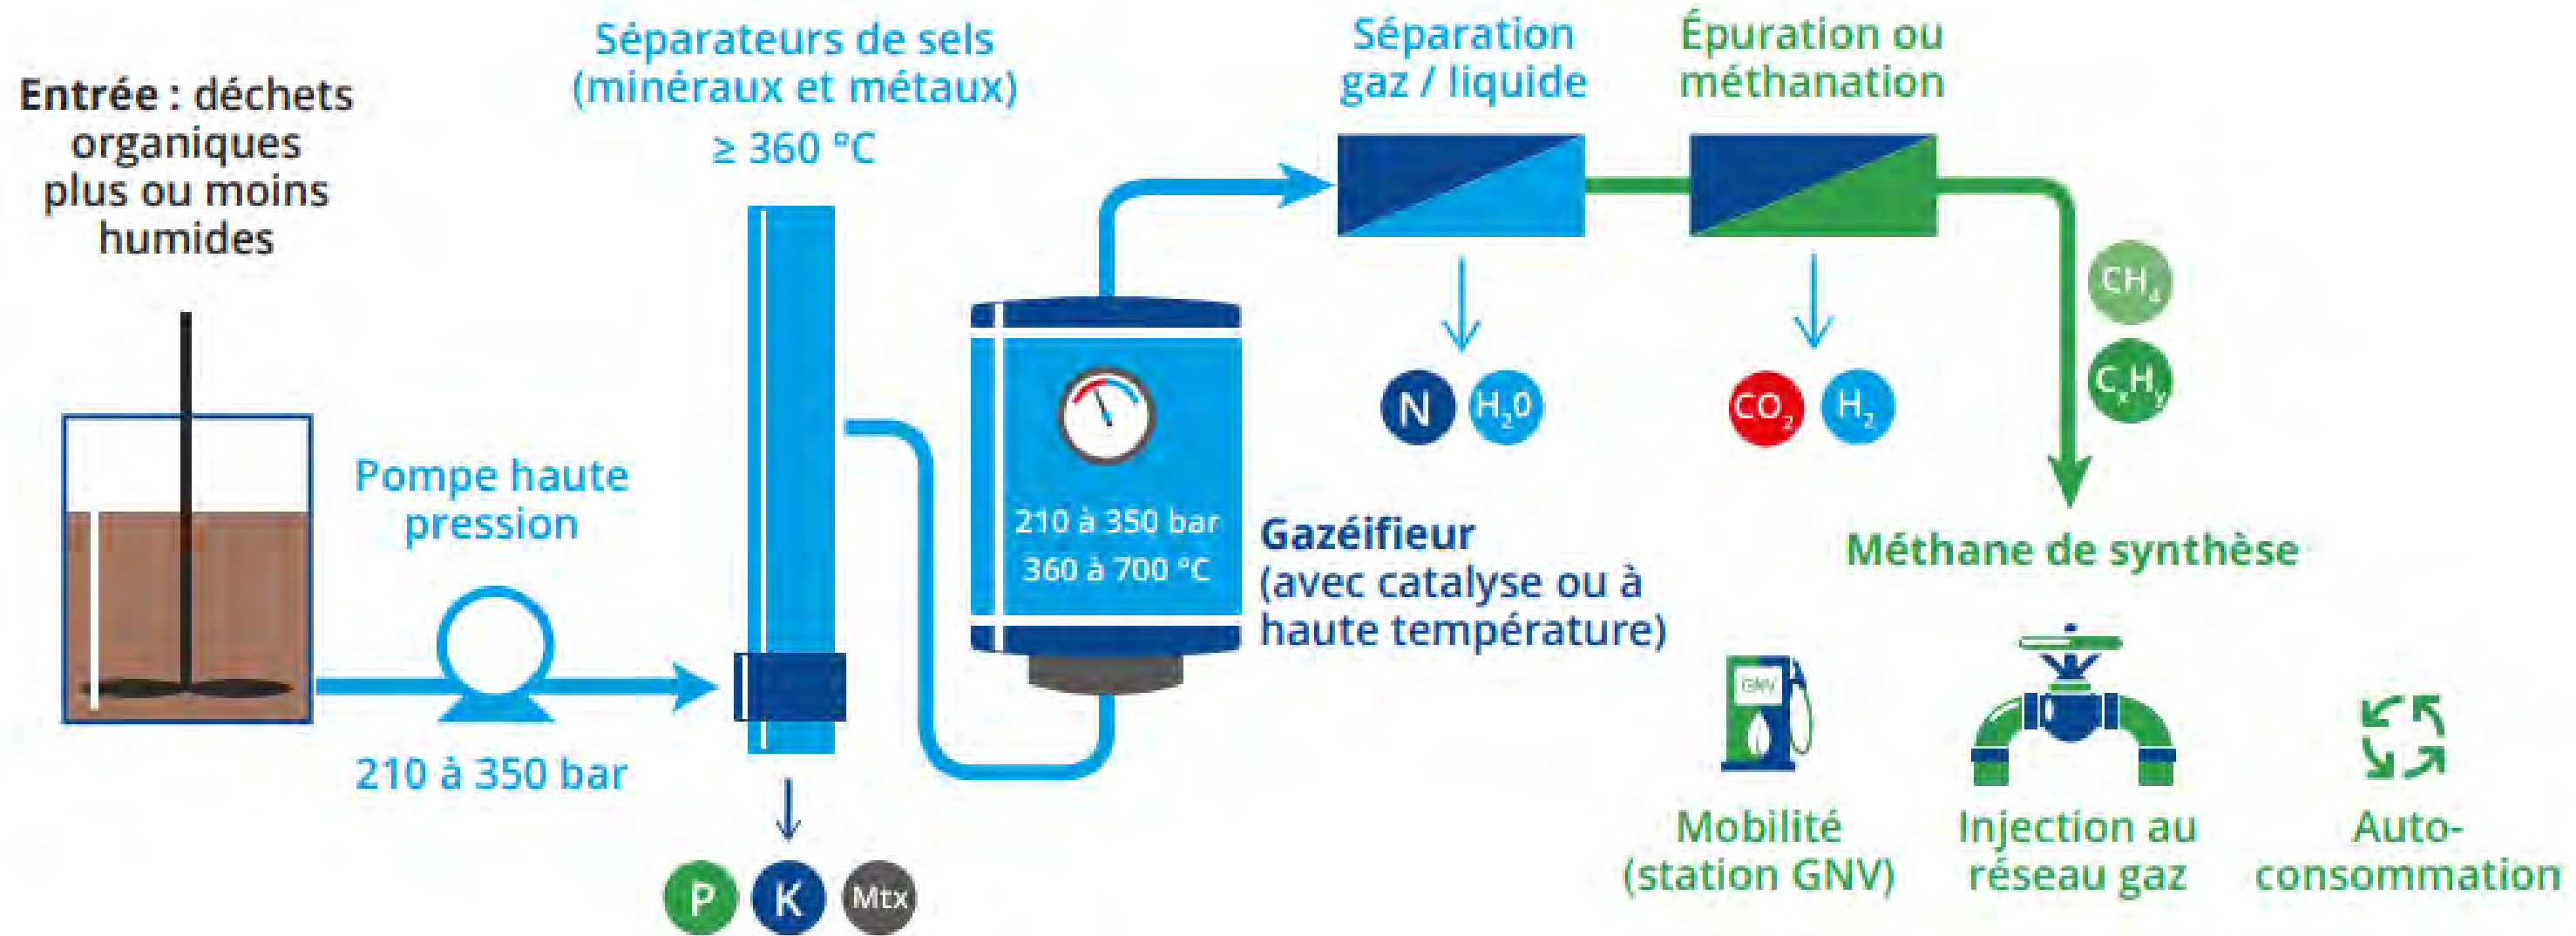 Entrée : déchets
organiques
plus ou moins
humides
Pompe haute
pression
210 à 350 bar
Séparateurs de sels
(minéraux et métaux)
≥ 360 °C
P
K
Mtx
210 à 350 bar
360 à 700 °C
Gazéifieur
(avec catalyse ou à
haute température)
Séparation
gaz / liquide
N
H₂0
Épuration ou
méthanation
CO₂
H₂
CH₄
CₓHᵧ
Méthane de synthèse
GNV
Mobilité
(station GNV)
Injection au
réseau gaz
Auto-
consommation